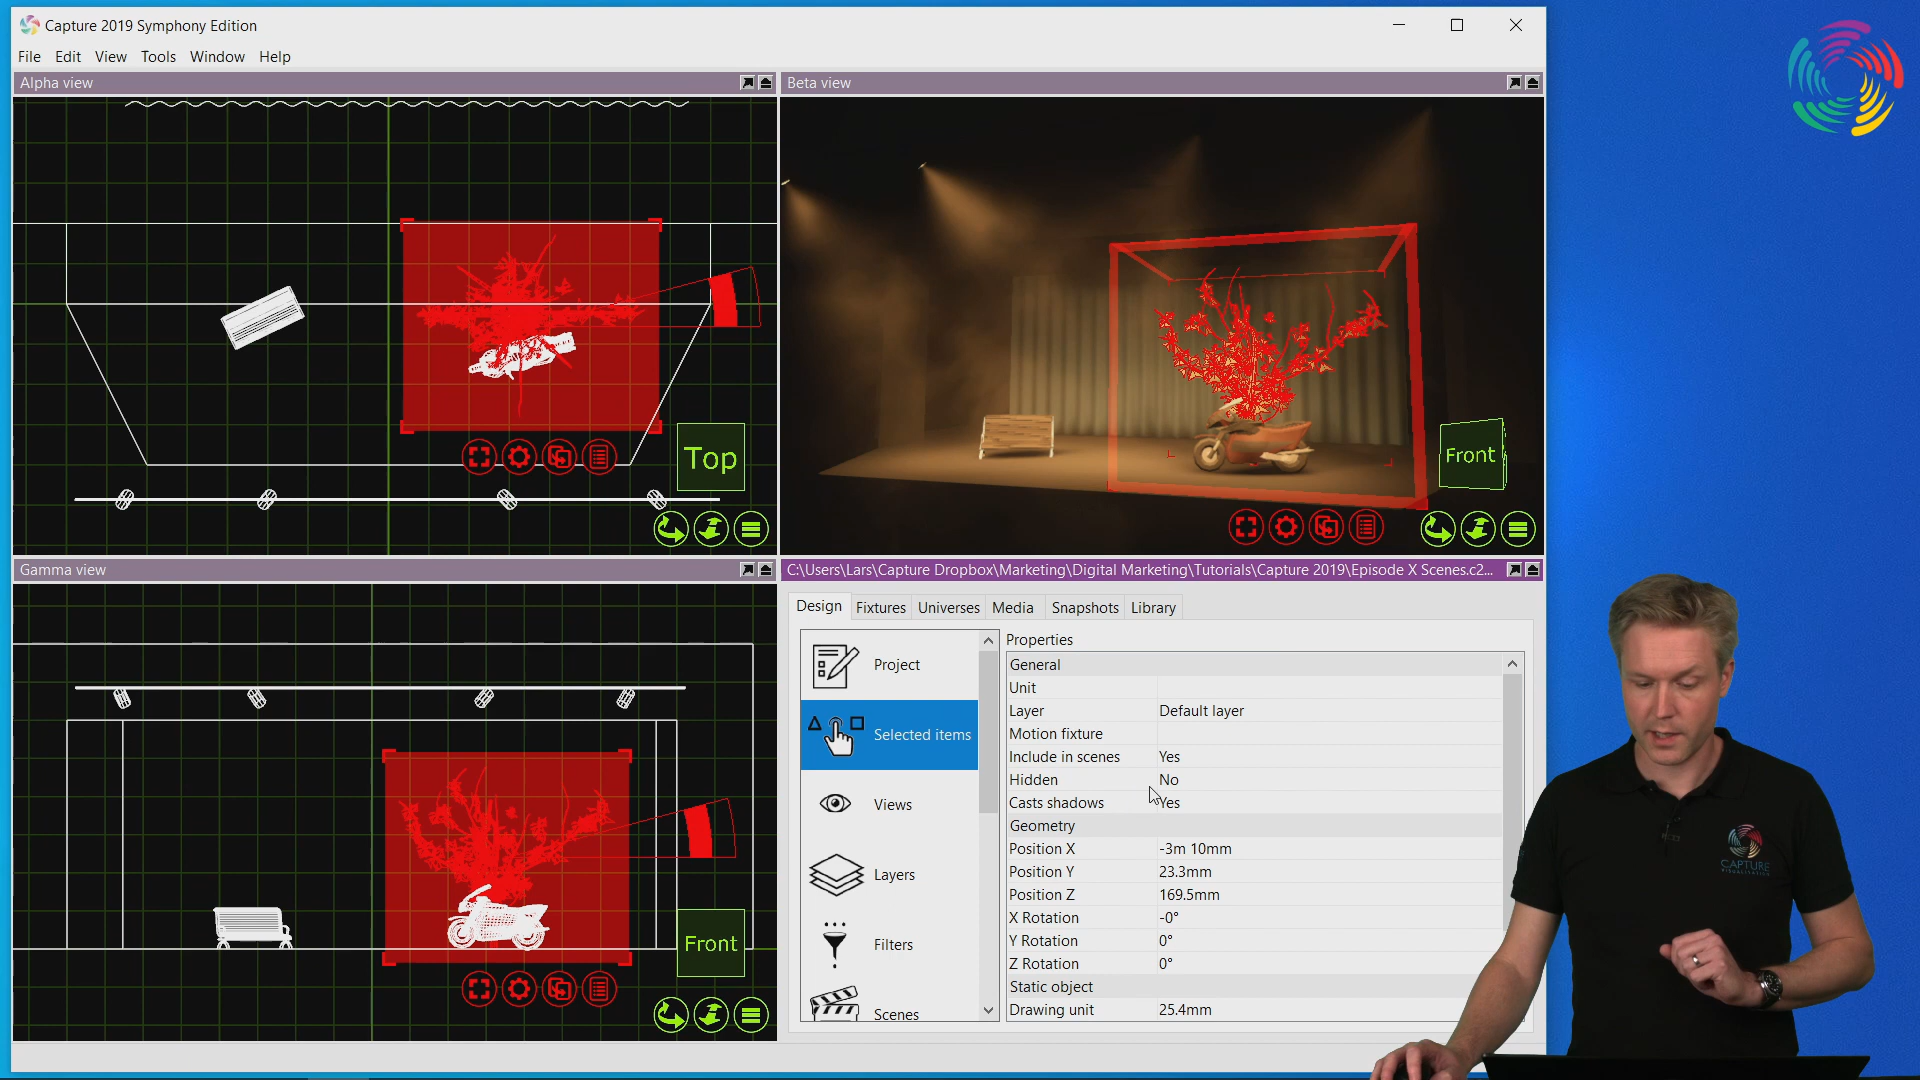 Capture 2019 Symphony Edition
File Edit View Tools Window Help
Alpha view
Top
Beta view
Front
Gamma view
Front
C:\Users\Lars\Capture Dropbox\Marketing\Digital Marketing\Tutorials\Capture 2019\Episode X Scenes.c2...
Design Fixtures Universes Media Snapshots Library
Project
Selected items
Views
Layers
Filters
Scenes
Properties
General
Unit
Layer Default layer
Motion fixture
Include in scenes Yes
Hidden No
Casts shadows Yes
Geometry
Position X -3m 10mm
Position Y 23.3mm
Position Z 169.5mm
X Rotation -0°
Y Rotation 0°
Z Rotation 0°
Static object
Drawing unit 25.4mm
CAPTURE